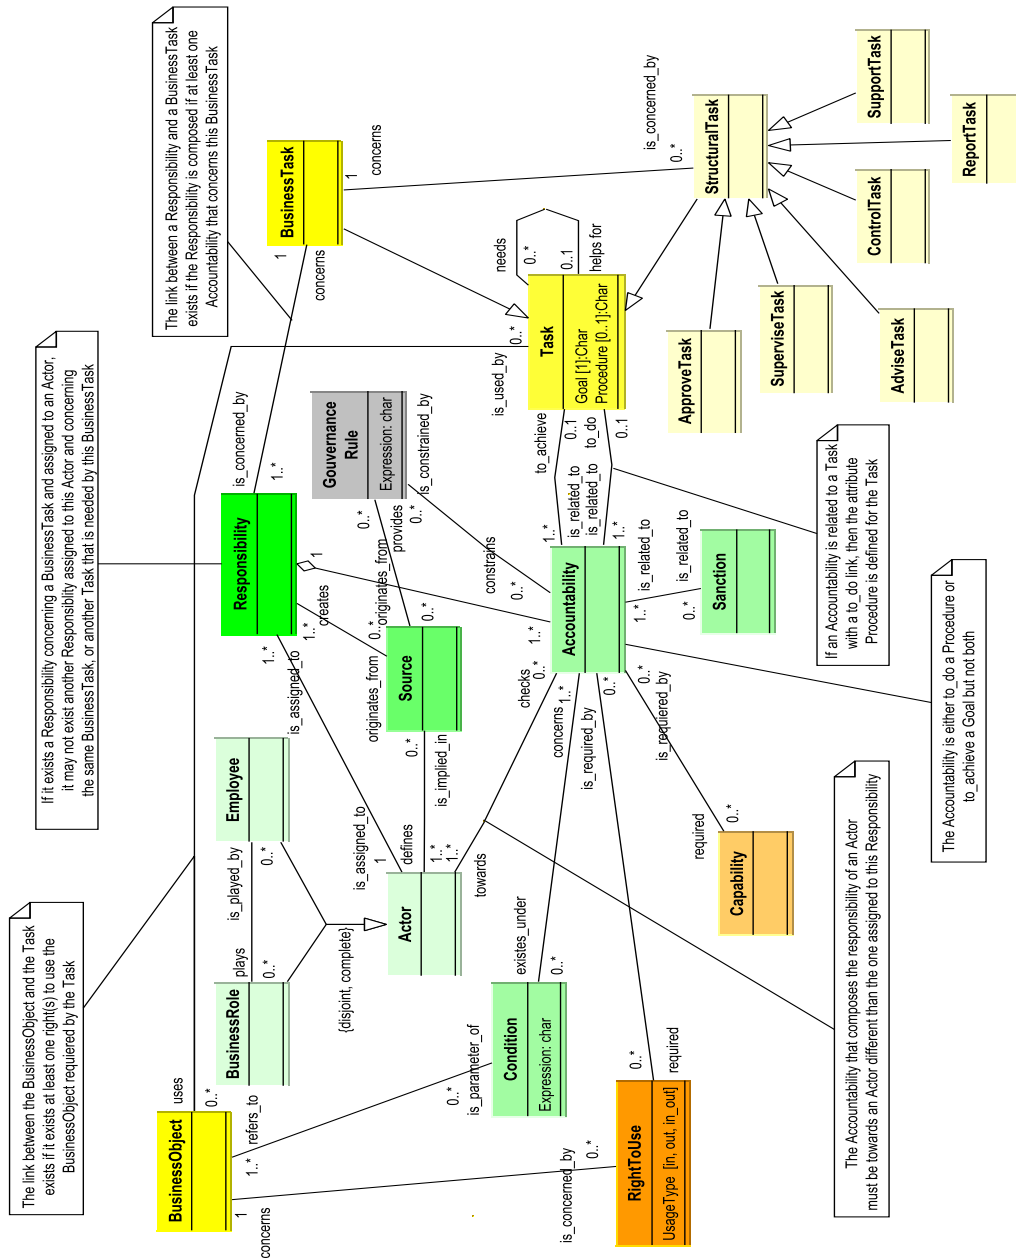 The link between a Responsibility and a BusinessTask
exists if the Responsibility is composed if at least one
Accountability that concerns this BusinessTask
If it exists a Responsibility concerning a BusinessTask and assigned to an Actor,
it may not exist another Responsiblity assigned to this Actor and concerning
the same BusinessTask, or another Task that is needed by this BusinessTask
The link between the BusinessObject and the Task
exists if it exists at least one right(s) to use the
BusinessObject requiered by the Task
BusinessObject
uses
0..*
refers_to
1..*
1
concerns
BusinessRole
plays
0..*
is_played_by
0..*
Employee
{disjoint, complete}
Actor
is_assigned_to
1
defines
1..*
1..*
towards
is_assigned_to
1..*
Responsibility
is_concerned_by
1..*
1
1..*
creates
originates_from
0..*
Source
0..*
is_implied_in
0..*
originates_from
provides
0..*
Gouvernance
Rule
Expression: char
is_constrained_by
0..*
constrains
0..*
BusinessTask
1
concerns
1
concerns
is_used_by
0..*
Task
Goal [1]:Char
Procedure [0..1]:Char
needs
0..*
0..1
helps for
to_achieve
0..1
to_do
0..1
is_related_to
1..*
is_related_to
1..*
is_concerned_by
0..*
StructuralTask
SupportTask
ReportTask
ControlTask
AdviseTask
SuperviseTask
ApproveTask
Accountability
1..*
checks
0..*
concerns
1..*
is_required_by
0..*
is_requiered_by
0..*
is_related_to
1..*
is_related_to
0..*
Sanction
Condition
Expression: char
existes_under
0..*
is_parameter_of
0..*
RightToUse
UsageType [in, out, in_out]
is_concerned_by
0..*
required
0..*
Capability
required
0..*
If an Accountability is related to a Task
with a to_do link, then the attribute
Procedure is defined for the Task
The Accountability is either to_do a Procedure or
to_achieve a Goal but not both
The Accountability that composes the responsibility of an Actor
must be towards an Actor different than the one assigned to this Responsibility